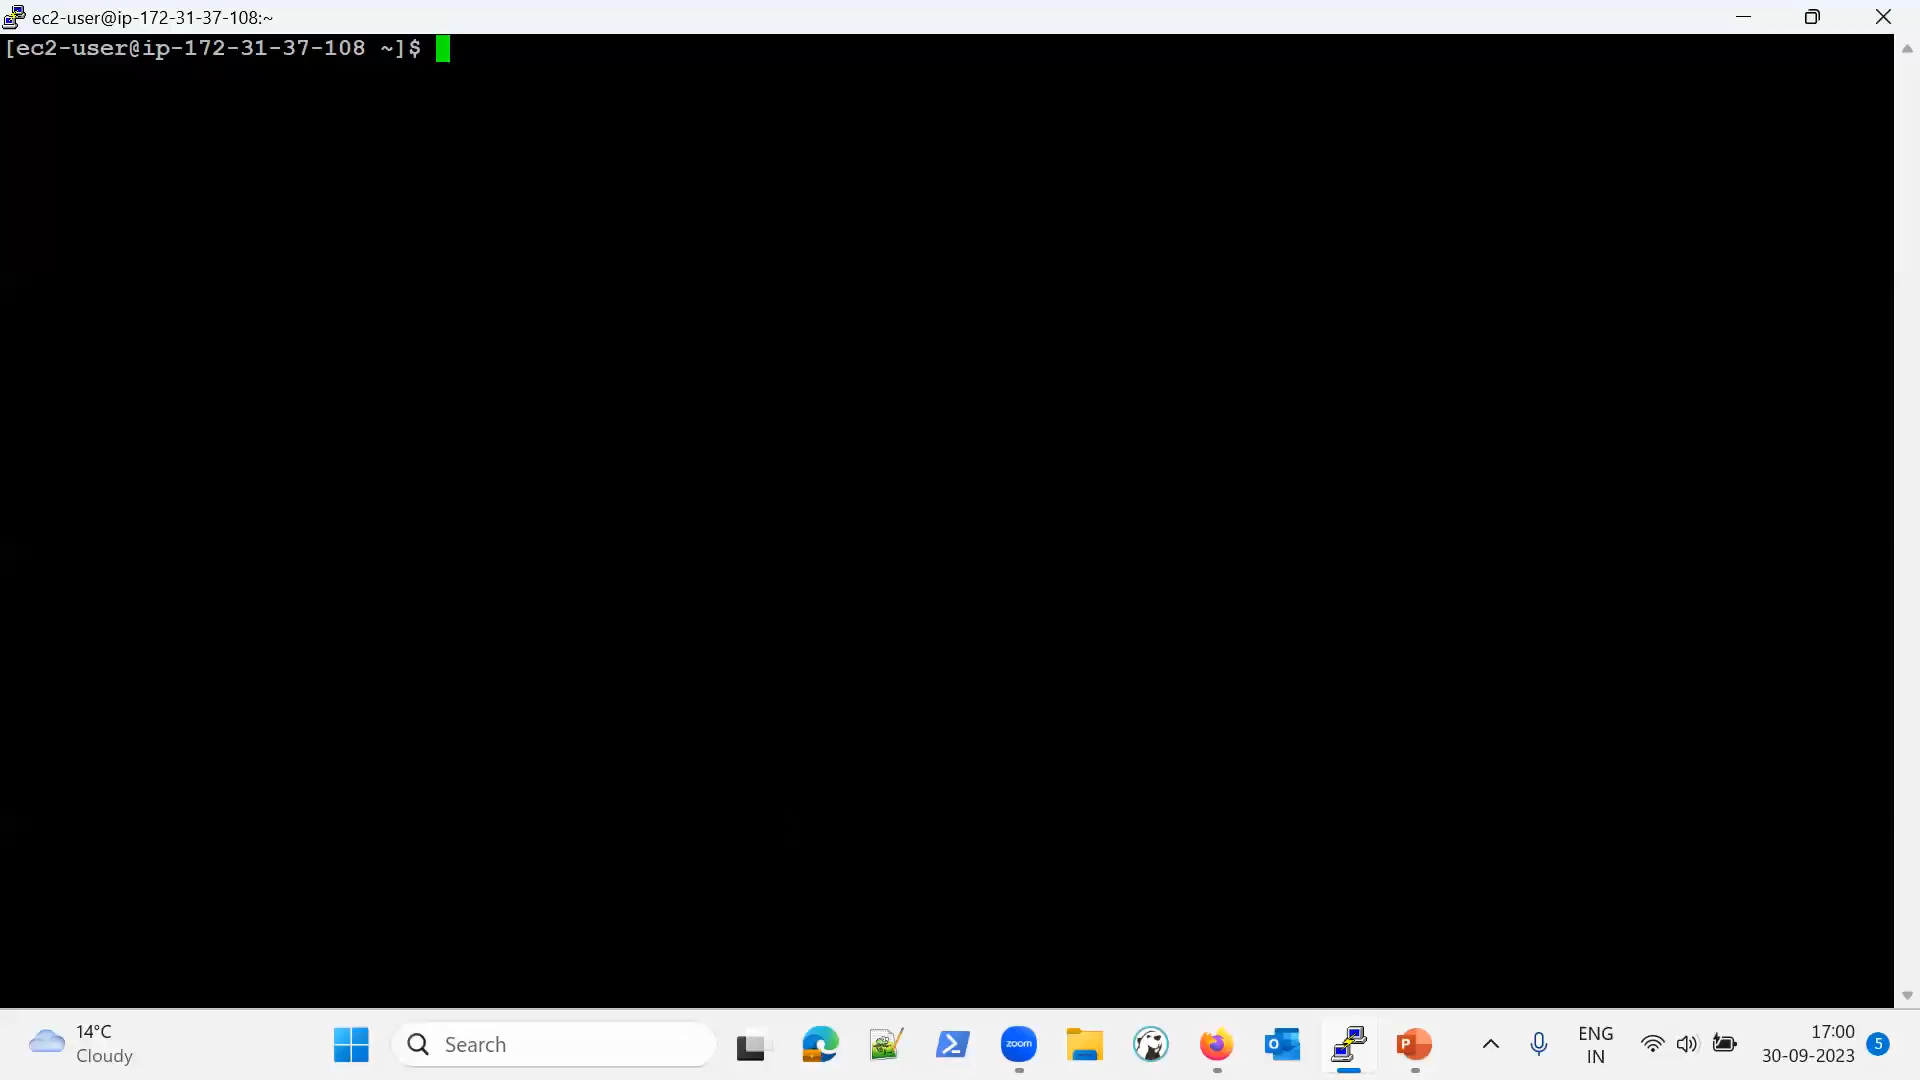 ec2-user@ip-172-31-37-108:~
[ec2-user@ip-172-31-37-108 ~]$
14°C
Cloudy
Search
zoom
ENG
IN
17:00
30-09-2023
5